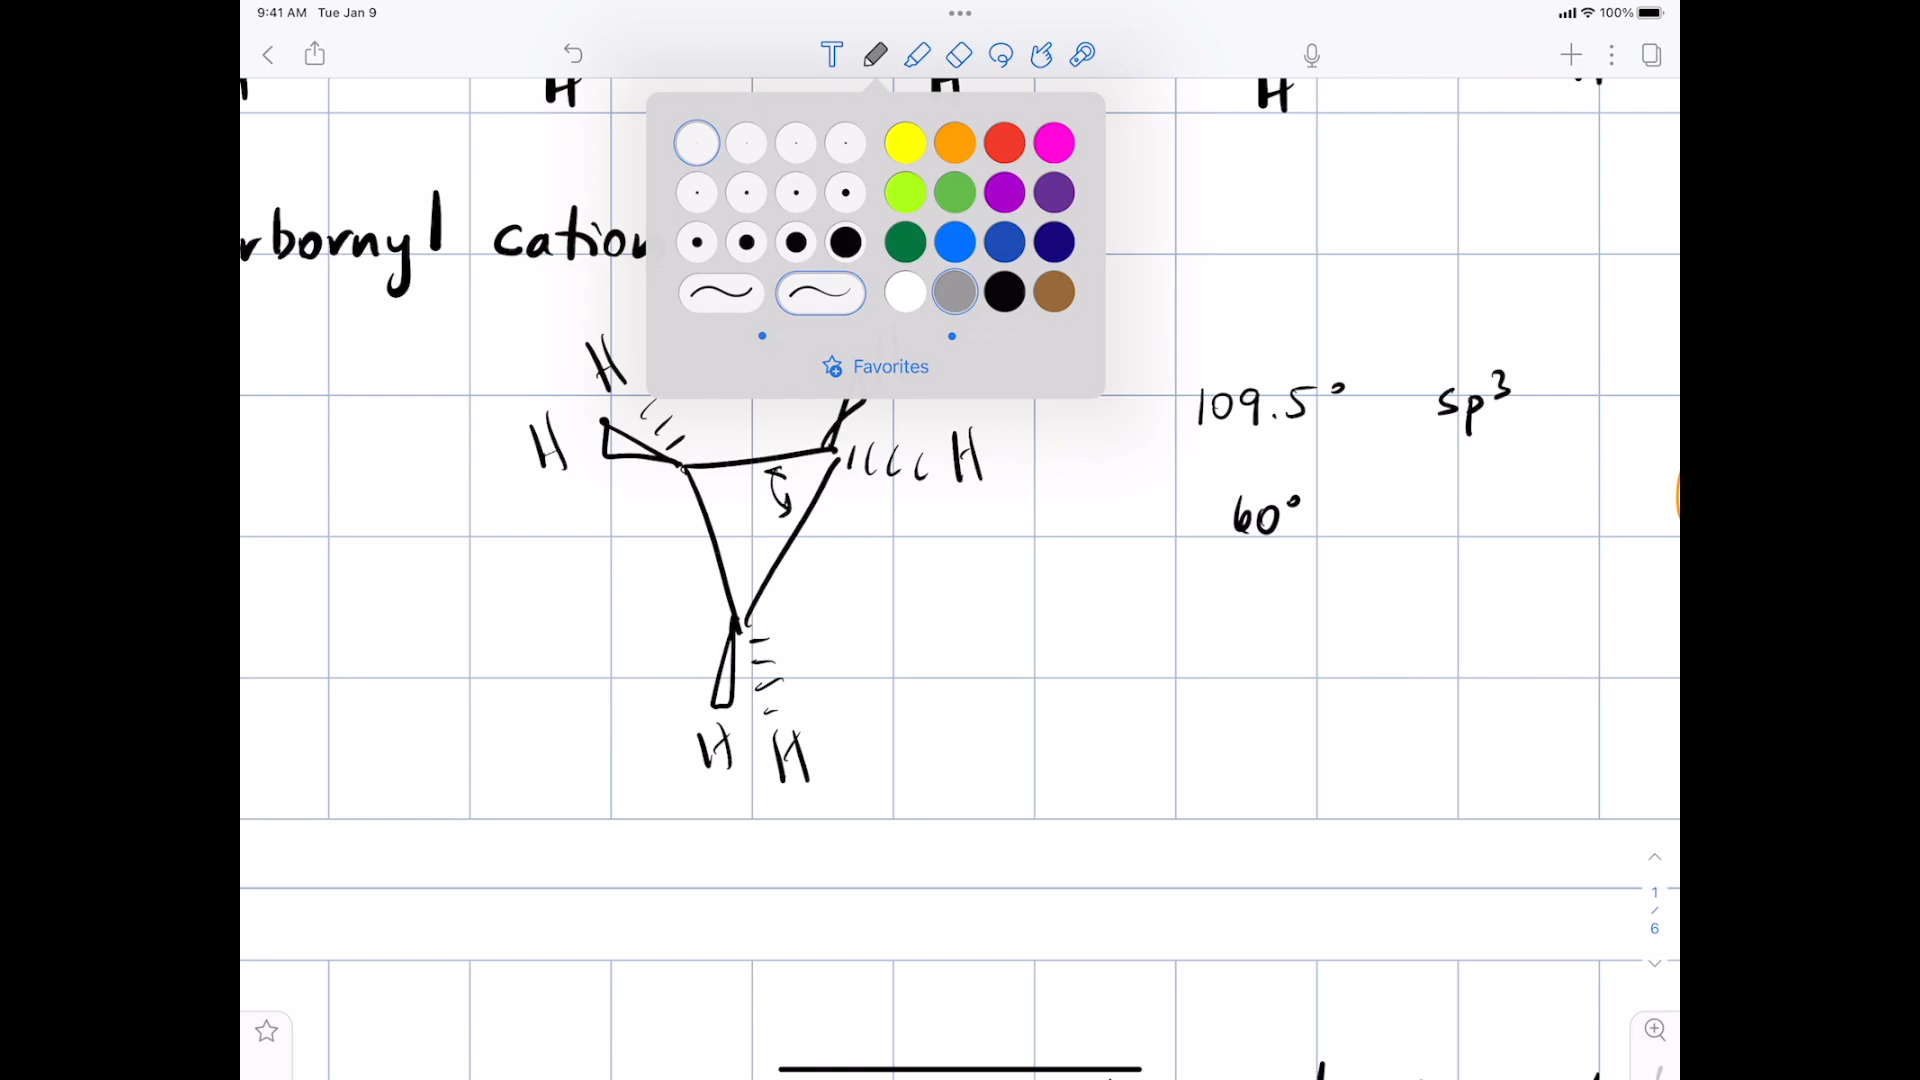 9:41 AM Tue Jan 9
100%
T
H H H
rbornyl cation
Favorites
H
109.5° sp³
H
H
60°
H H
1
/
6